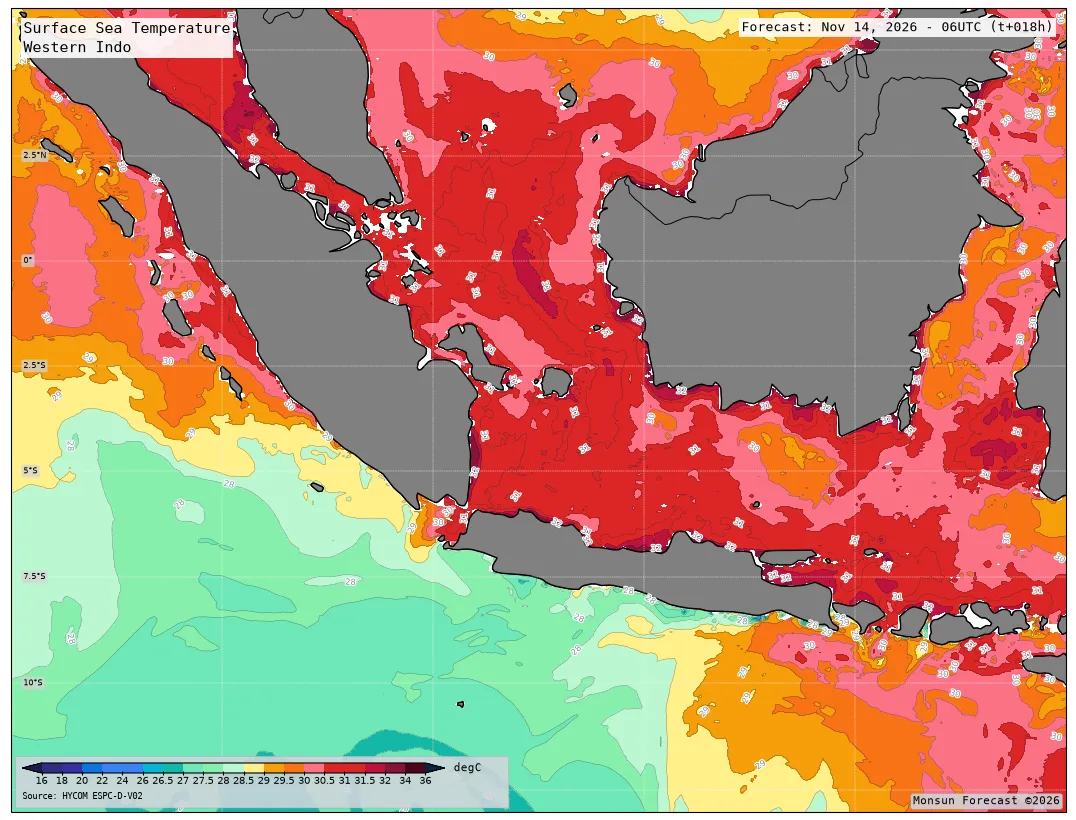 Surface Sea Temperature
Western Indo
Forecast: Nov 14, 2026 - 06UTC (t+018h)
2.5°N
0°
2.5°S
5°S
7.5°S
10°S
degC
16 18 20 22 24 26 26.5 27 27.5 28 28.5 29 29.5 30 30.5 31 31.5 32 34 36
Source: HYCOM ESPC-D-V02
Monsun Forecast ©2026